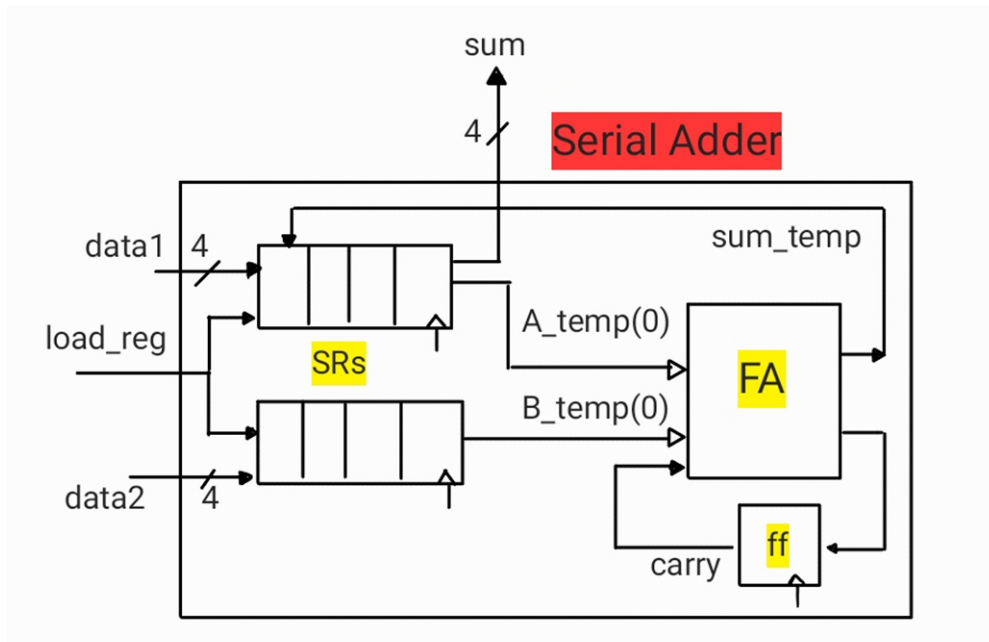 sum
4
Serial Adder
sum_temp
data1
4
A_temp(0)
load_reg
SRs
FA
B_temp(0)
data2
4
ff
carry